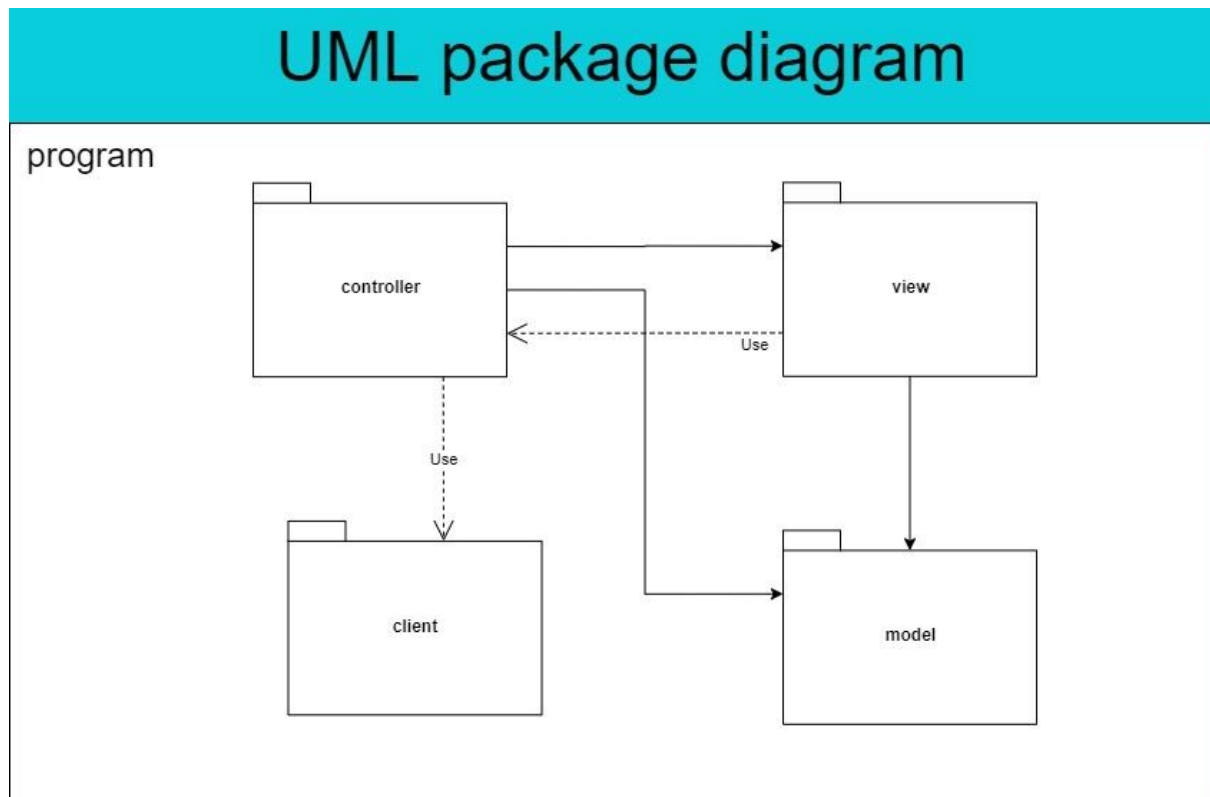 UML package diagram
program
controller
view
Use
Use
client
model